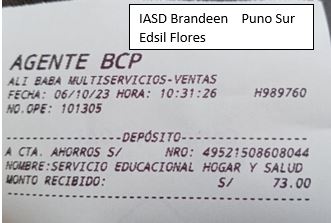 IASD Brandeen Puno Sur
Edsil Flores
AGENTE BCP
ALI BABA MULTISERVICIOS-VENTAS
FECHA: 06/10/23 HORA: 10:31:26 H989760
NO.OPE: 101305
----------------DEPÓSITO----------------
A CTA. AHORROS S/ NRO: 49521508608044
NOMBRE:SERVICIO EDUCACIONAL HOGAR Y SALUD
MONTO RECIBIDO: S/ 73.00